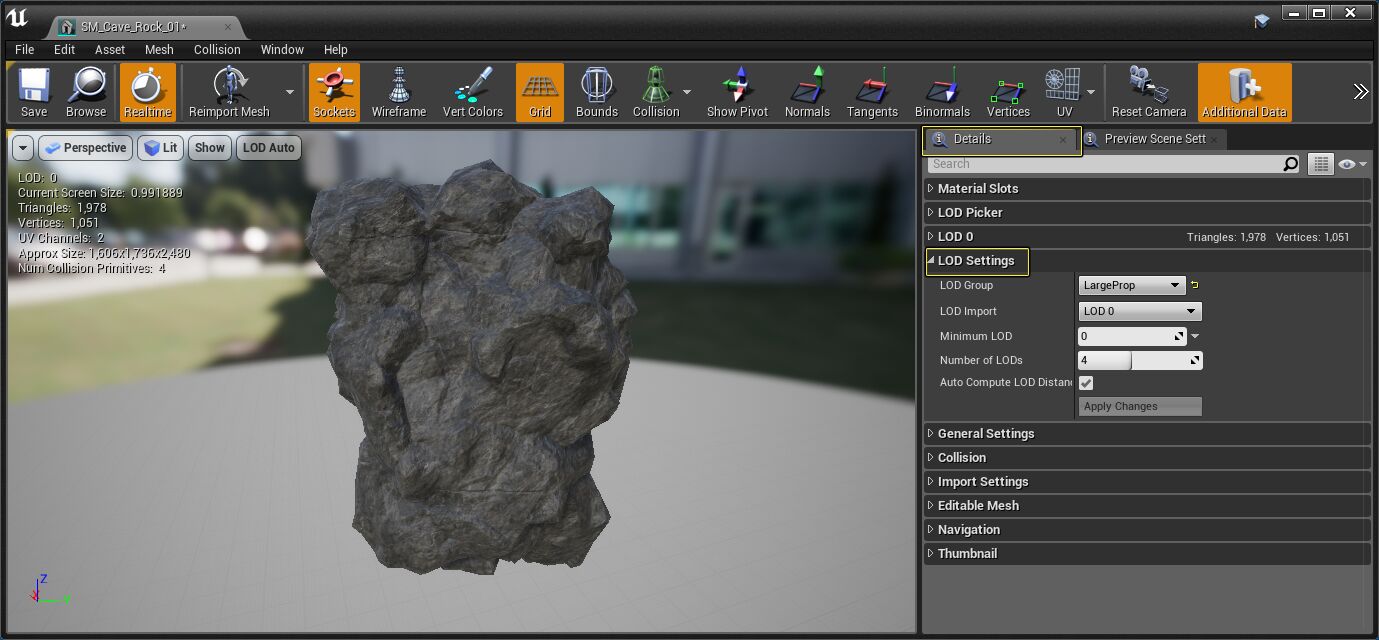 SM_Cave_Rock_01*
File Edit Asset Mesh Collision Window Help
Save Browse Realtime Reimport Mesh Sockets Wireframe Vert Colors Grid Bounds Collision Show Pivot Normals Tangents Binormals Vertices UV Reset Camera Additional Data
Perspective Lit Show LOD Auto
LOD: 0
Current Screen Size: 0.991889
Triangles: 1,978
Vertices: 1,051
UV Channels: 2
Approx Size: 1,606x1,736x2,480
Num Collision Primitives: 4
Z
Details Preview Scene Sett
Search
Material Slots
LOD Picker
LOD 0 Triangles: 1,978 Vertices: 1,051
LOD Settings
LOD Group LargeProp
LOD Import LOD 0
Minimum LOD 0
Number of LODs 4
Auto Compute LOD Distanc
Apply Changes
General Settings
Collision
Import Settings
Editable Mesh
Navigation
Thumbnail